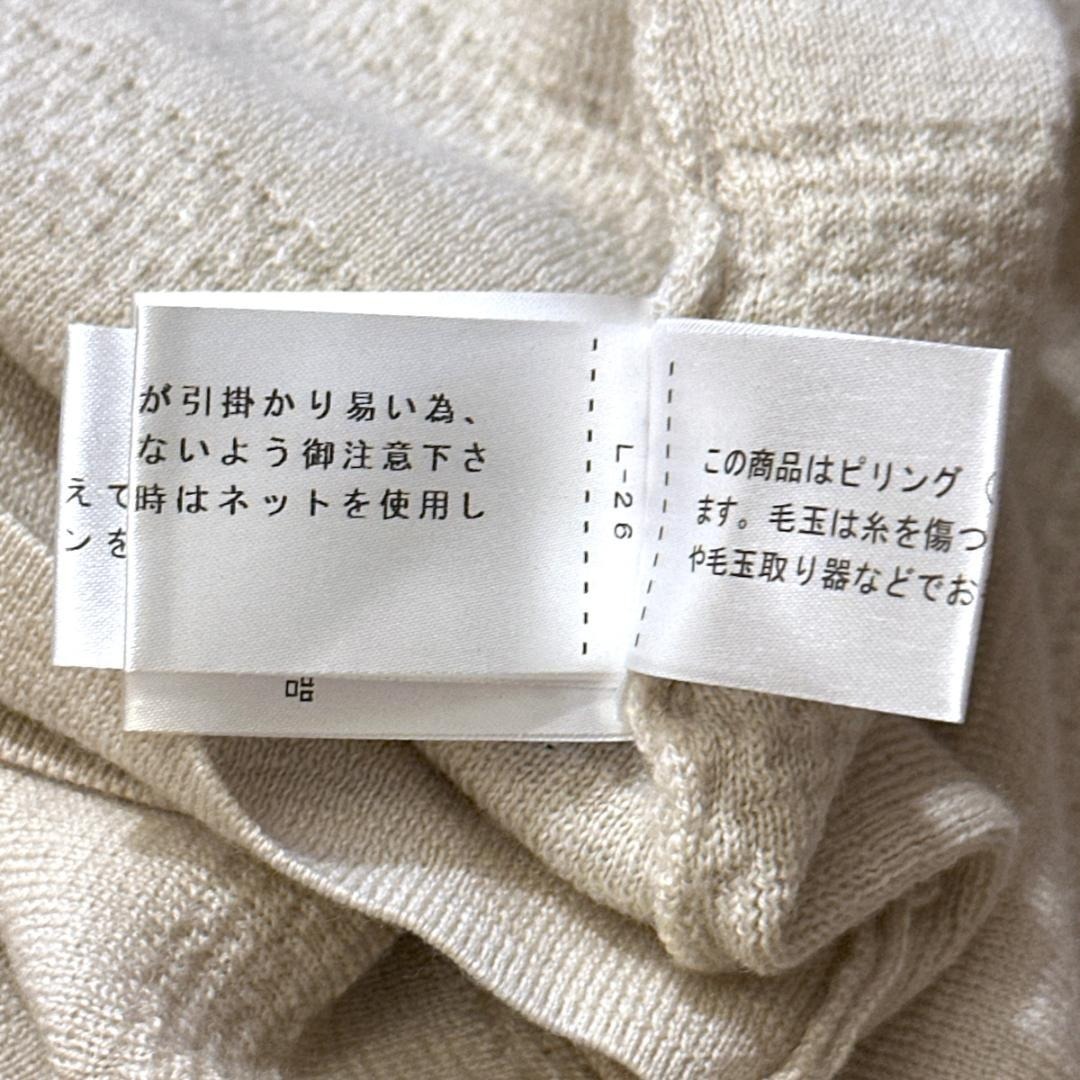 えて
ンを
が引掛かり易い為、
ないよう御注意下さ
時はネットを使用し
品
L-26
この商品はピリング
ます。毛玉は糸を傷つ
や毛玉取り器などでお